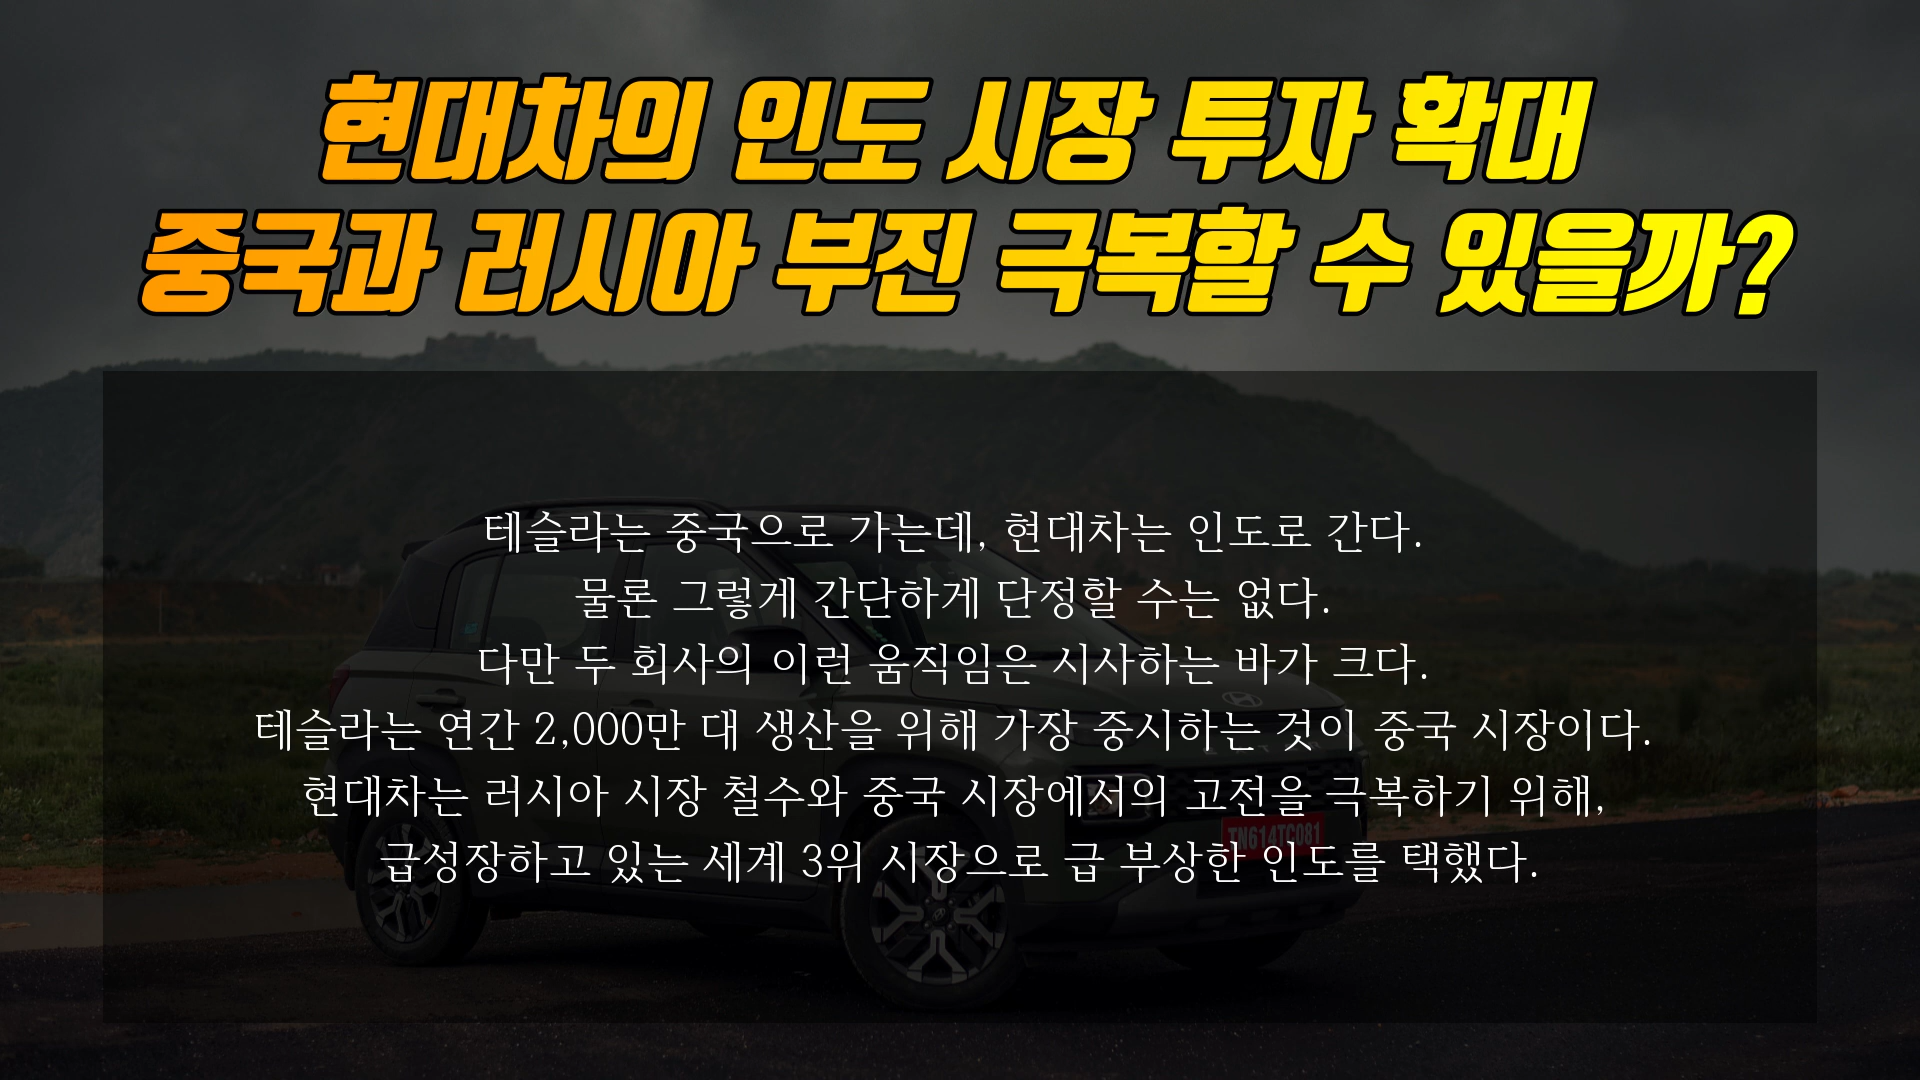 현대차의 인도 시장 투자 확대
중국과 러시아 부진 극복할 수 있을까?
테슬라는 중국으로 가는데, 현대차는 인도로 간다.
물론 그렇게 간단하게 단정할 수는 없다.
다만 두 회사의 이런 움직임은 시사하는 바가 크다.
테슬라는 연간 2,000만 대 생산을 위해 가장 중시하는 것이 중국 시장이다.
현대차는 러시아 시장 철수와 중국 시장에서의 고전을 극복하기 위해,
TN614TC081
급성장하고 있는 세계 3위 시장으로 급 부상한 인도를 택했다.